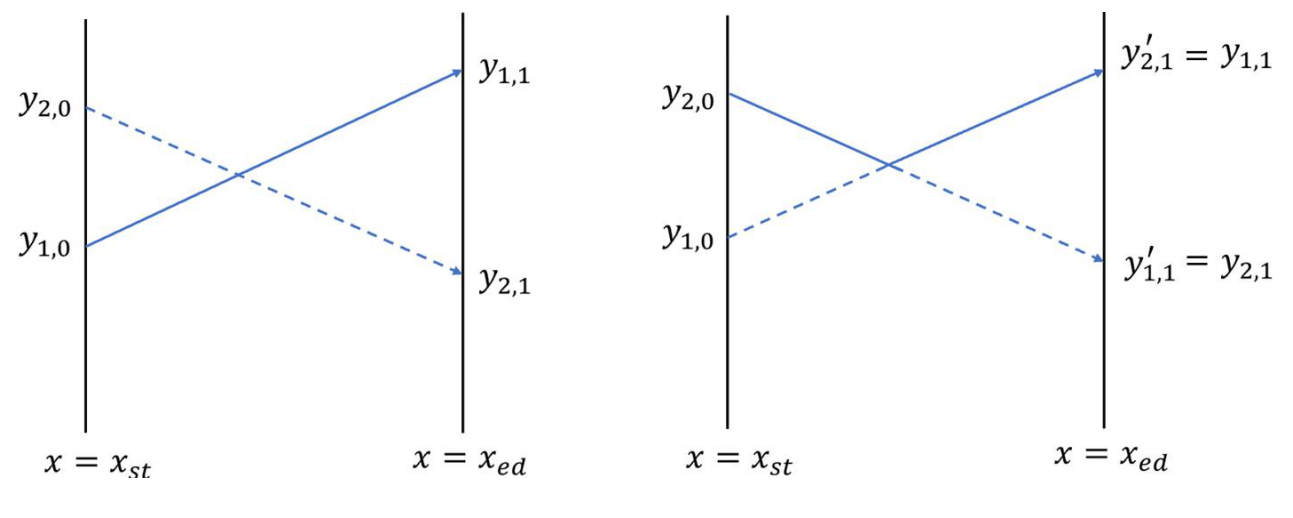 y_{1,1}
y_{2,0}
y_{1,0}
y_{2,1}
x = x_{st}
x = x_{ed}
y'_{2,1} = y_{1,1}
y_{2,0}
y_{1,0}
y'_{1,1} = y_{2,1}
x = x_{st}
x = x_{ed}